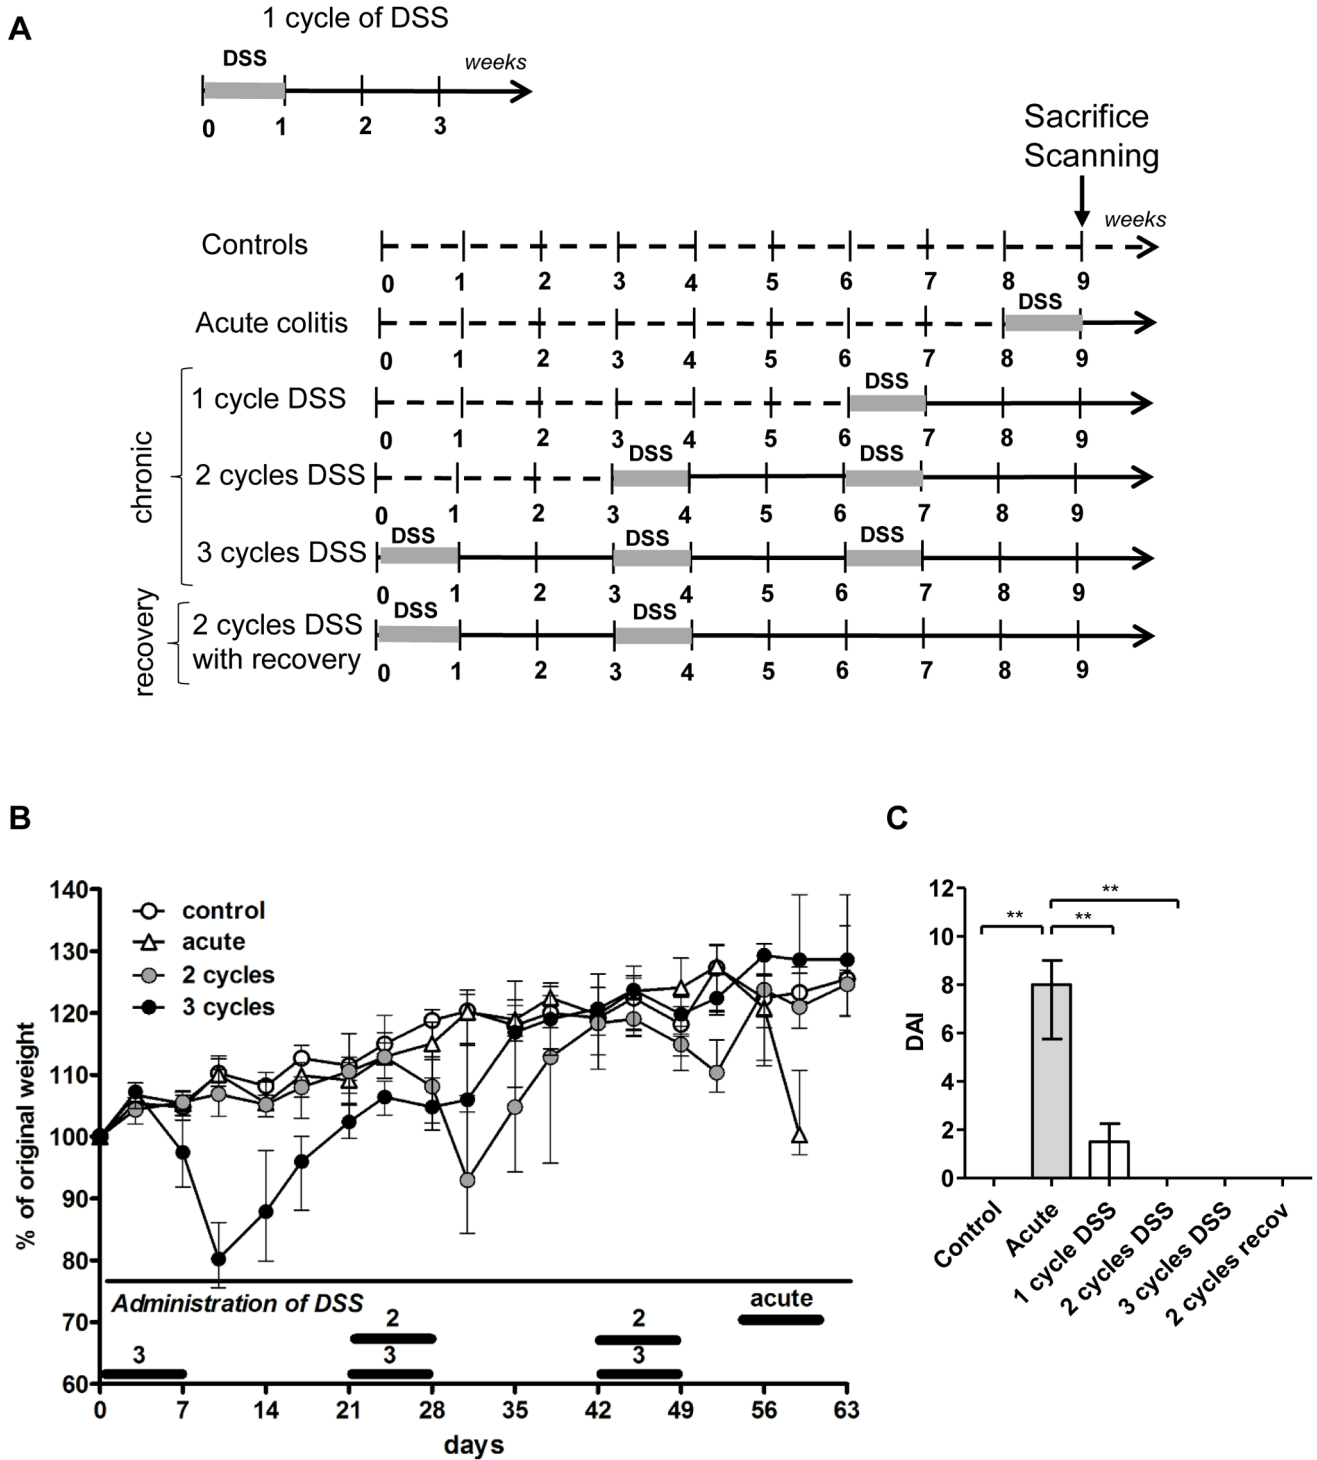 A
1 cycle of DSS
DSS
weeks
0 1 2 3
Sacrifice
Scanning
weeks
Controls
0 1 2 3 4 5 6 7 8 9
DSS
Acute colitis
0 1 2 3 4 5 6 7 8 9
chronic
DSS
1 cycle DSS
0 1 2 3 4 5 6 7 8 9
DSS DSS
2 cycles DSS
0 1 2 3 4 5 6 7 8 9
DSS DSS DSS
3 cycles DSS
0 1 2 3 4 5 6 7 8 9
recovery
DSS DSS
2 cycles DSS
with recovery
0 1 2 3 4 5 6 7 8 9
B
% of original weight
140
130
120
110
100
90
80
70
60
control
acute
2 cycles
3 cycles
Administration of DSS
acute
2 2
3 3 3
0 7 14 21 28 35 42 49 56 63
days
C
DAI
12
10
8
6
4
2
0
**
** **
Control
Acute
1 cycle DSS
2 cycles DSS
3 cycles DSS
2 cycles recov